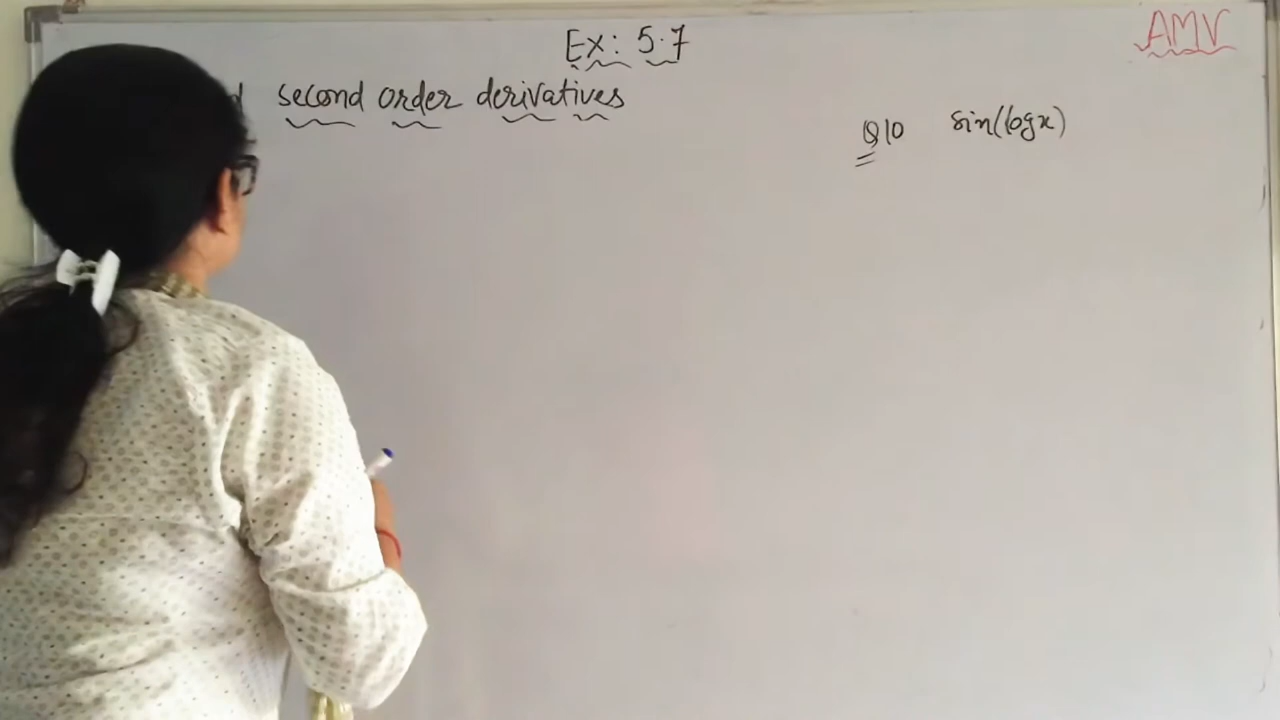 Ex: 5.7
AMV
second order derivatives
Q10 sin(logx)